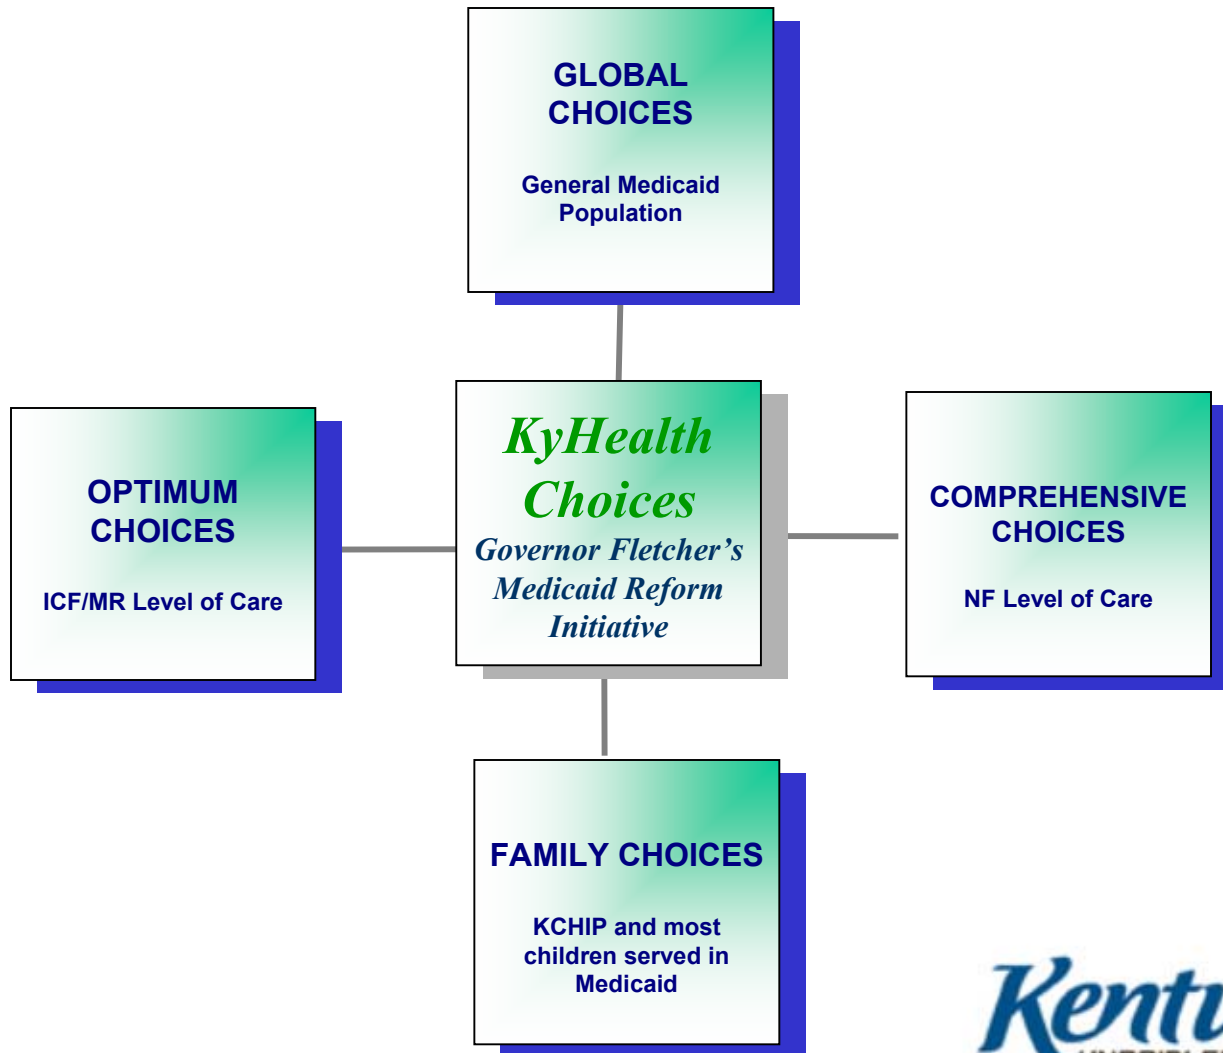 GLOBAL
CHOICES
General Medicaid
Population
KyHealth
Choices
Governor Fletcher’s
Medicaid Reform
Initiative
OPTIMUM
CHOICES
ICF/MR Level of Care
COMPREHENSIVE
CHOICES
NF Level of Care
FAMILY CHOICES
KCHIP and most
children served in
Medicaid
Kentu